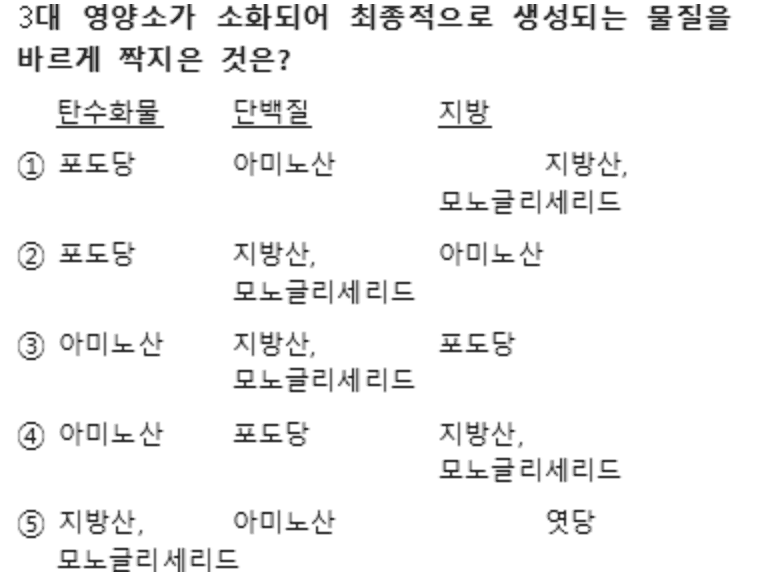 3대 영양소가 소화되어 최종적으로 생성되는 물질을
바르게 짝지은 것은?
탄수화물 단백질 지방
① 포도당 아미노산 지방산,
모노글리세리드
② 포도당 지방산, 아미노산
모노글리세리드
③ 아미노산 지방산, 포도당
모노글리세리드
④ 아미노산 포도당 지방산,
모노글리세리드
⑤ 지방산, 아미노산 엿당
모노글리세리드